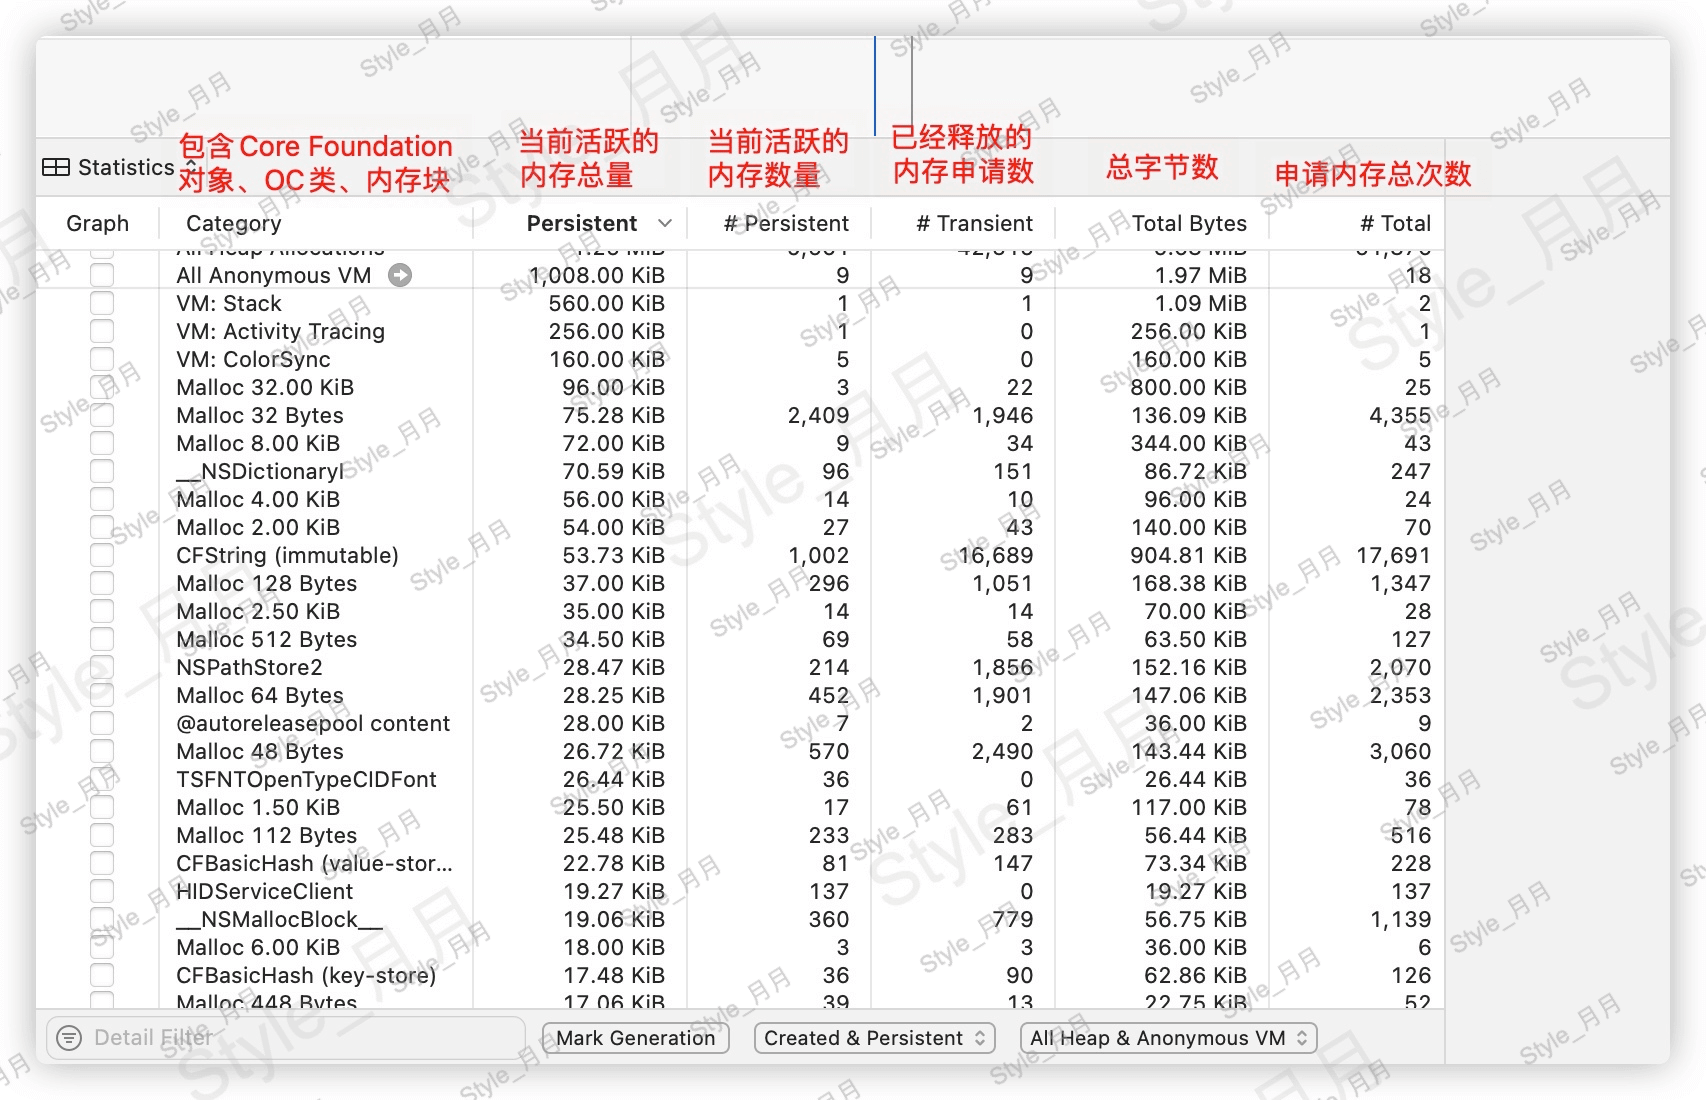 包含Core Foundation
对象、OC类、内存块
当前活跃的
内存总量
当前活跃的
内存数量
已经释放的
内存申请数
总字节数
申请内存总次数
Statistics
Graph Category Persistent # Persistent # Transient Total Bytes # Total
All Heap Allocations
All Anonymous VM 1,008.00 KiB 9 9 1.97 MiB 18
VM: Stack 560.00 KiB 1 1 1.09 MiB 2
VM: Activity Tracing 256.00 KiB 1 0 256.00 KiB 1
VM: ColorSync 160.00 KiB 5 0 160.00 KiB 5
Malloc 32.00 KiB 96.00 KiB 3 22 800.00 KiB 25
Malloc 32 Bytes 75.28 KiB 2,409 1,946 136.09 KiB 4,355
Malloc 8.00 KiB 72.00 KiB 9 34 344.00 KiB 43
__NSDictionaryI 70.59 KiB 96 151 86.72 KiB 247
Malloc 4.00 KiB 56.00 KiB 14 10 96.00 KiB 24
Malloc 2.00 KiB 54.00 KiB 27 43 140.00 KiB 70
CFString (immutable) 53.73 KiB 1,002 16,689 904.81 KiB 17,691
Malloc 128 Bytes 37.00 KiB 296 1,051 168.38 KiB 1,347
Malloc 2.50 KiB 35.00 KiB 14 14 70.00 KiB 28
Malloc 512 Bytes 34.50 KiB 69 58 63.50 KiB 127
NSPathStore2 28.47 KiB 214 1,856 152.16 KiB 2,070
Malloc 64 Bytes 28.25 KiB 452 1,901 147.06 KiB 2,353
@autoreleasepool content 28.00 KiB 7 2 36.00 KiB 9
Malloc 48 Bytes 26.72 KiB 570 2,490 143.44 KiB 3,060
TSFNTOpenTypeCIDFont 26.44 KiB 36 0 26.44 KiB 36
Malloc 1.50 KiB 25.50 KiB 17 61 117.00 KiB 78
Malloc 112 Bytes 25.48 KiB 233 283 56.44 KiB 516
CFBasicHash (value-stor... 22.78 KiB 81 147 73.34 KiB 228
HIDServiceClient 19.27 KiB 137 0 19.27 KiB 137
__NSMallocBlock__ 19.06 KiB 360 779 56.75 KiB 1,139
Malloc 6.00 KiB 18.00 KiB 3 3 36.00 KiB 6
CFBasicHash (key-store) 17.48 KiB 36 90 62.86 KiB 126
Malloc 448 Bytes 17.06 KiB 39 13 22.75 KiB 52
Detail Filter Mark Generation Created & Persistent All Heap & Anonymous VM
Style_月月